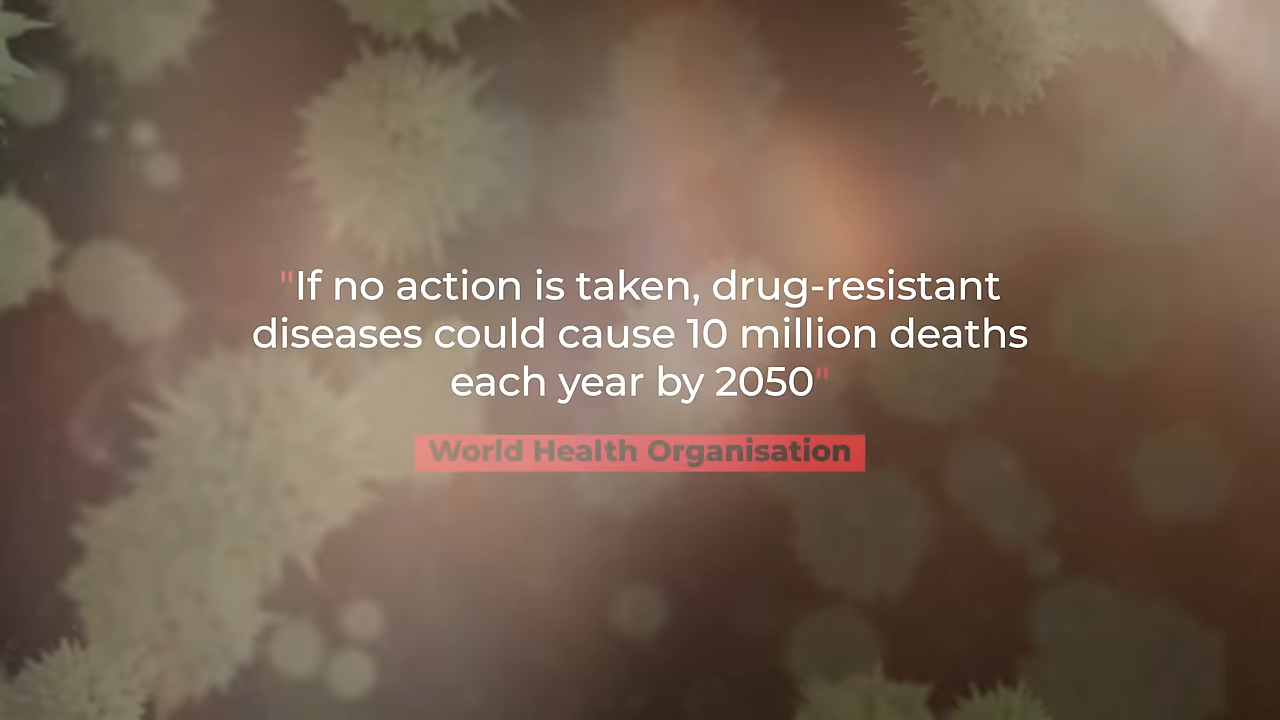 "If no action is taken, drug-resistant
diseases could cause 10 million deaths
each year by 2050"
World Health Organisation